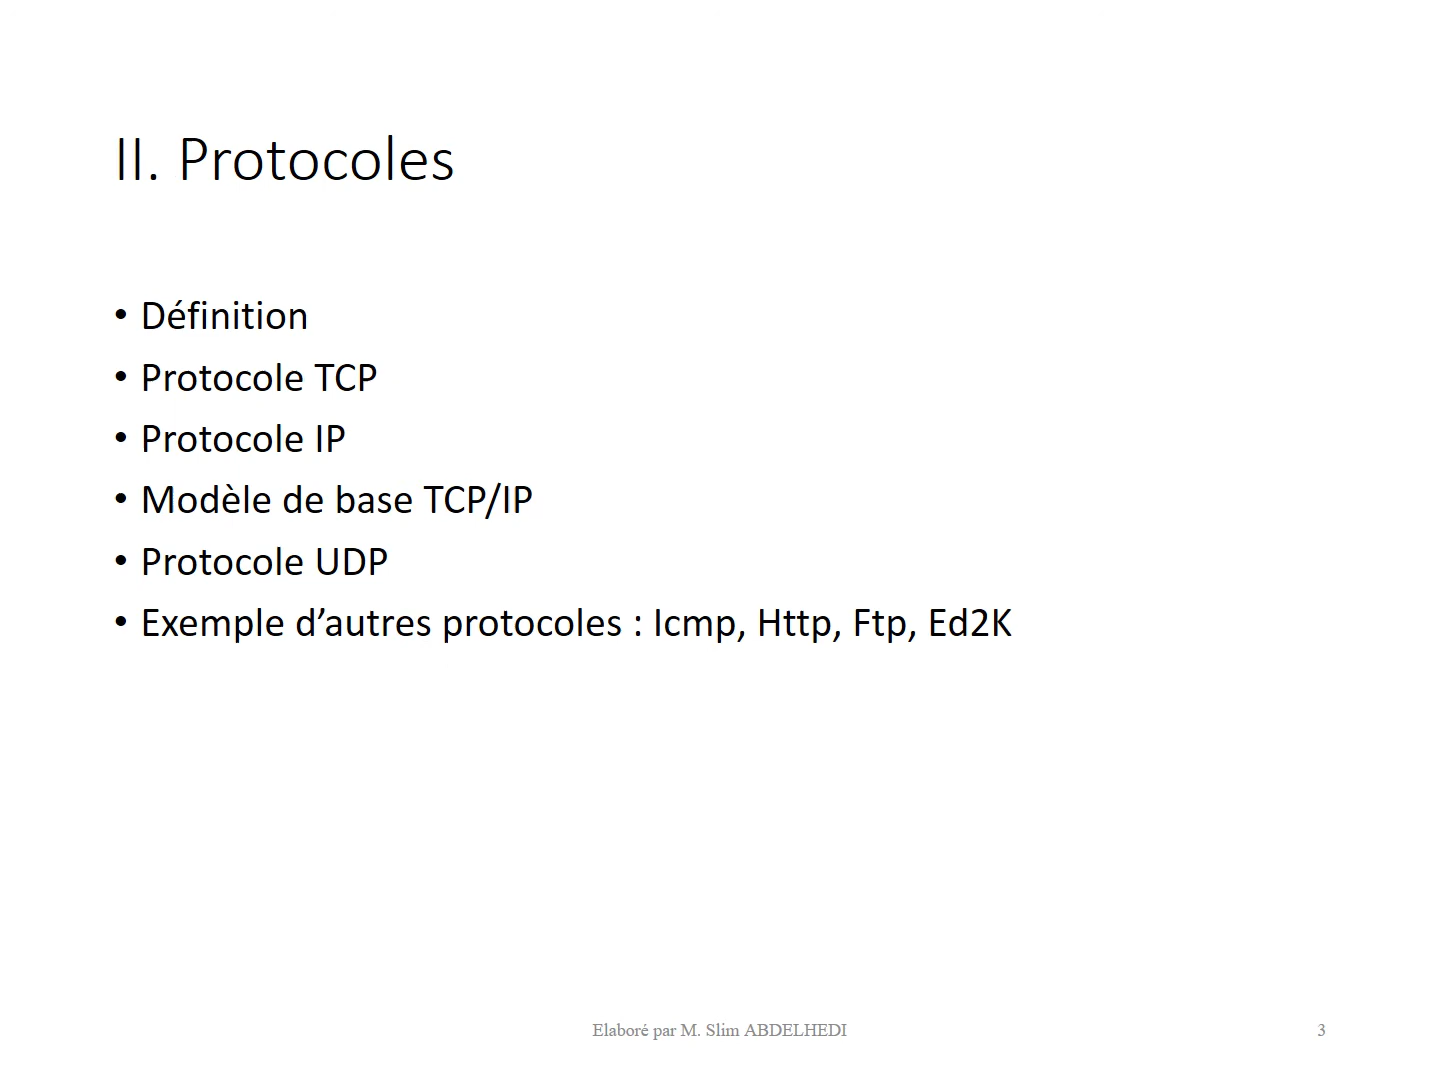 II. Protocoles
• Définition
• Protocole TCP
• Protocole IP
• Modèle de base TCP/IP
• Protocole UDP
• Exemple d’autres protocoles : Icmp, Http, Ftp, Ed2K
Elaboré par M. Slim ABDELHEDI
3